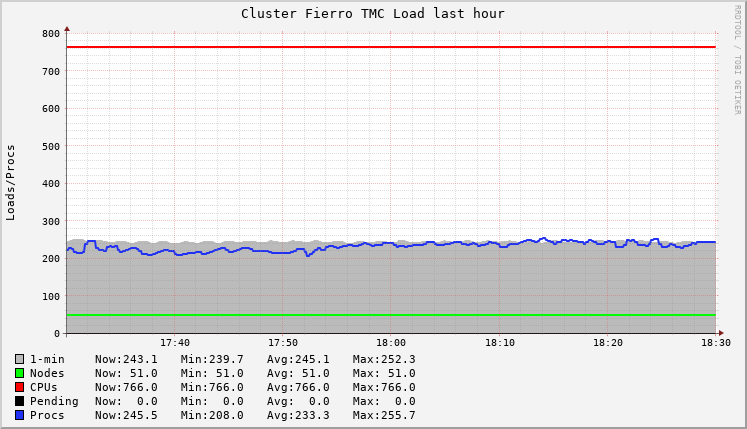 Cluster Fierro TMC Load last hour
RRDTOOL / TOBI OETIKER
Loads/Procs
800
700
600
500
400
300
200
100
0
17:40 17:50 18:00 18:10 18:20 18:30
1-min Now:243.1 Min:239.7 Avg:245.1 Max:252.3
Nodes Now: 51.0 Min: 51.0 Avg: 51.0 Max: 51.0
CPUs Now:766.0 Min:766.0 Avg:766.0 Max:766.0
Pending Now: 0.0 Min: 0.0 Avg: 0.0 Max: 0.0
Procs Now:245.5 Min:208.0 Avg:233.3 Max:255.7